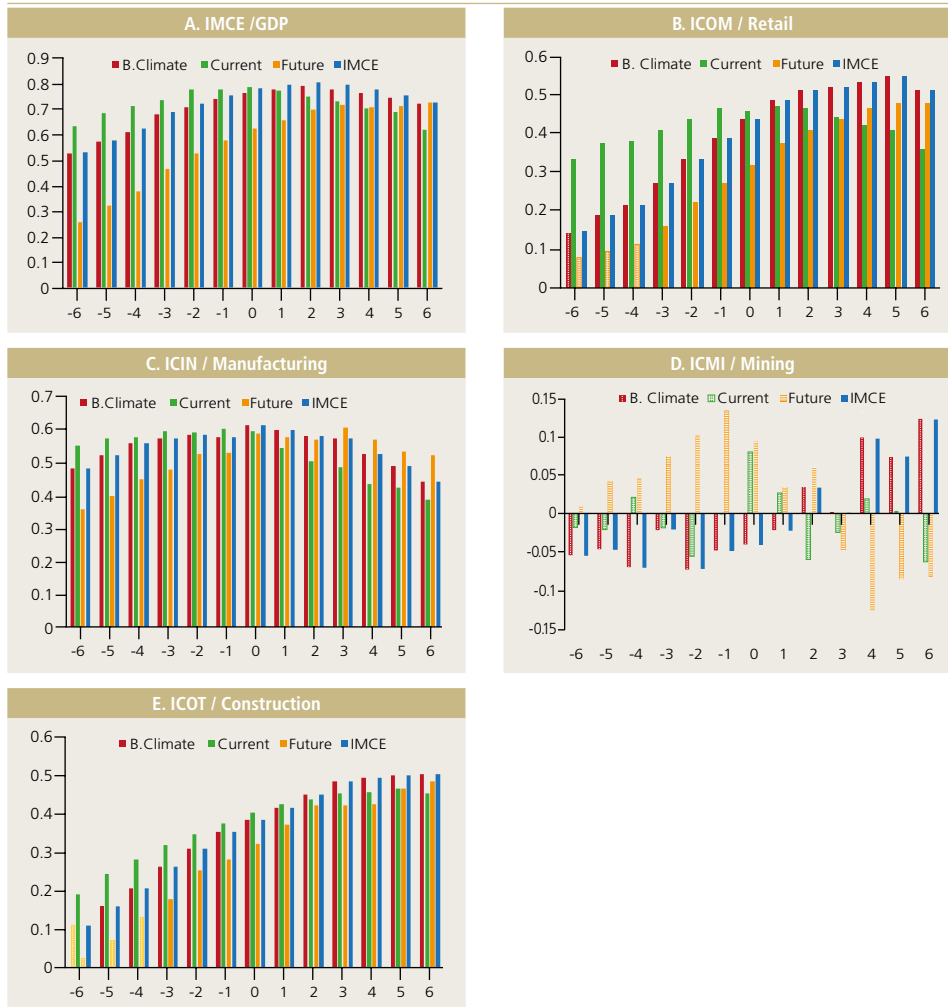 A. IMCE /GDP
B.Climate Current Future IMCE
0.9
0.8
0.7
0.6
0.5
0.4
0.3
0.2
0.1
0
-6 -5 -4 -3 -2 -1 0 1 2 3 4 5 6
B. ICOM / Retail
B. Climate Current Future IMCE
0.6
0.5
0.4
0.3
0.2
0.1
0
-6 -5 -4 -3 -2 -1 0 1 2 3 4 5 6
C. ICIN / Manufacturing
B.Climate Current Future IMCE
0.7
0.6
0.5
0.4
0.3
0.2
0.1
0
-6 -5 -4 -3 -2 -1 0 1 2 3 4 5 6
D. ICMI / Mining
B. Climate Current Future IMCE
0.15
0.1
0.05
0
-0.05
-0.1
-0.15
-6 -5 -4 -3 -2 -1 0 1 2 3 4 5 6
E. ICOT / Construction
B.Climate Current Future IMCE
0.6
0.5
0.4
0.3
0.2
0.1
0
-6 -5 -4 -3 -2 -1 0 1 2 3 4 5 6